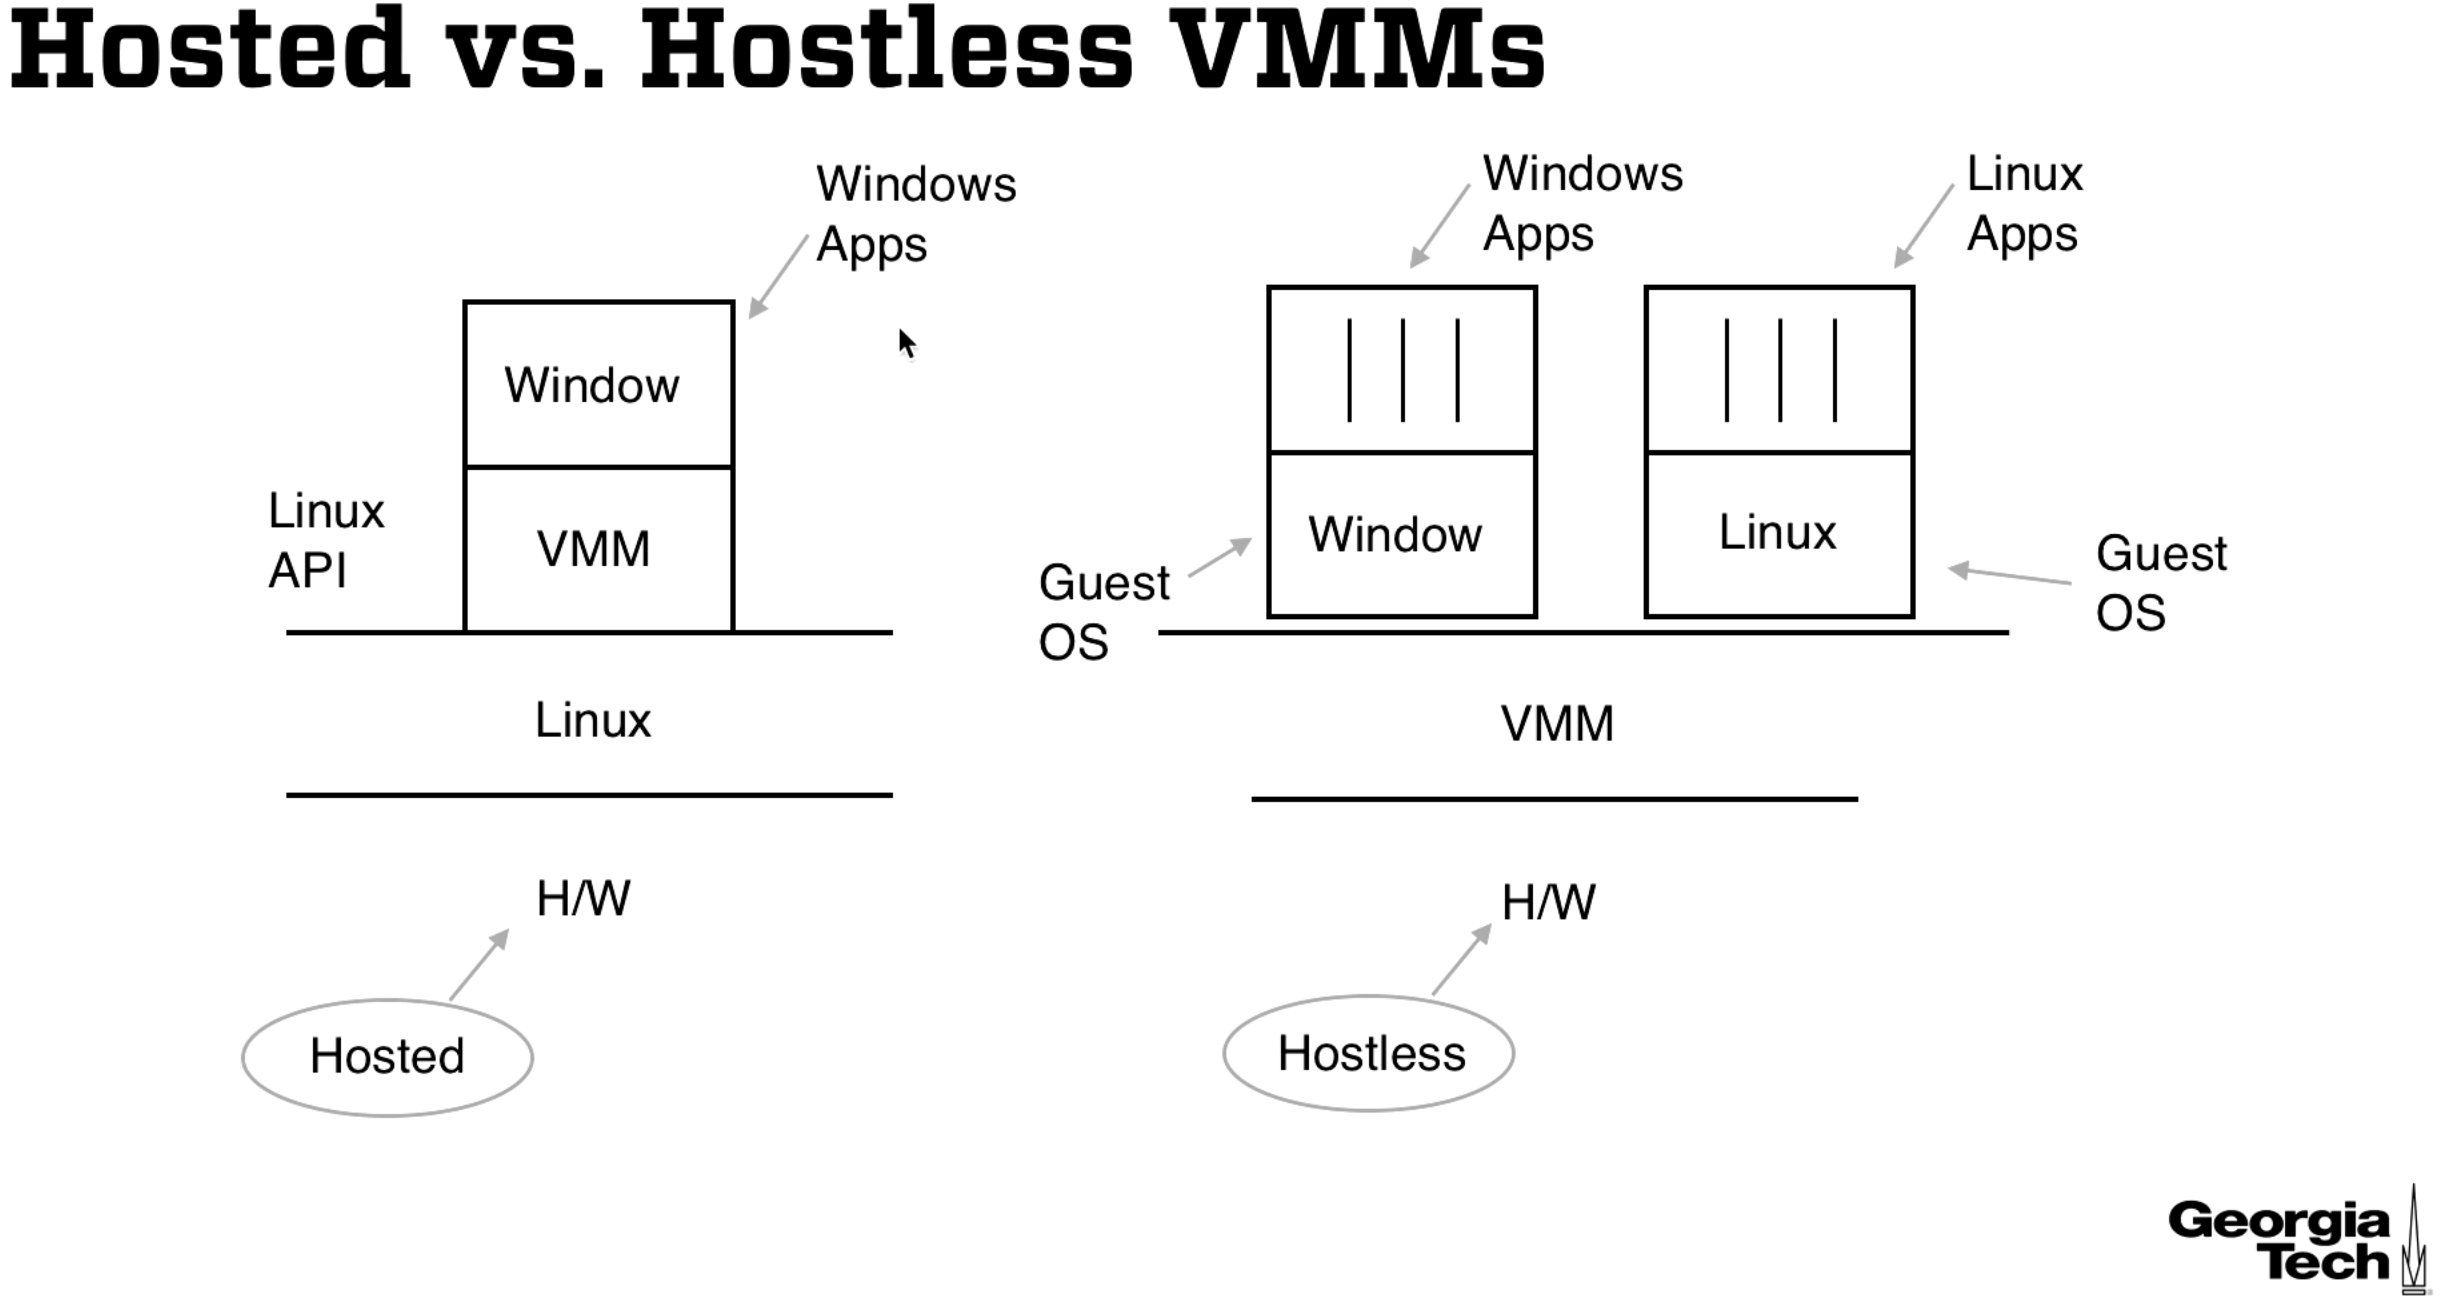 Hosted vs. Hostless VMMs
Windows
Apps
Window
Linux
API
VMM
Linux
H/W
Hosted
Windows
Apps
Linux
Apps
Window
Linux
Guest
OS
Guest
OS
VMM
H/W
Hostless
Georgia
Tech